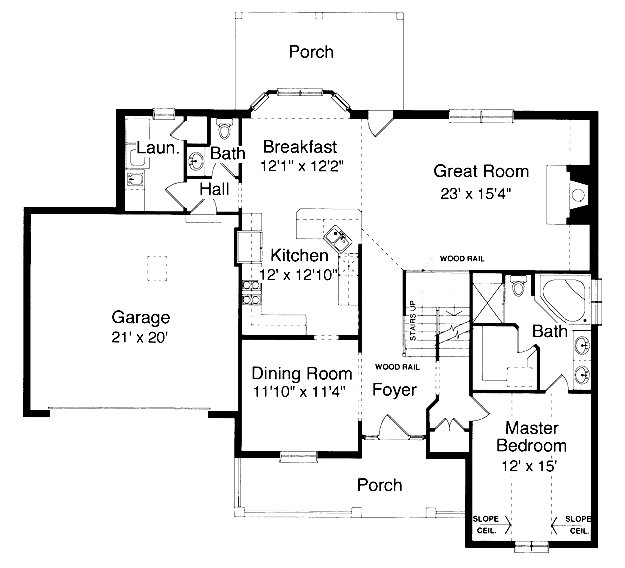 Porch
Laun.
Bath
Breakfast
12'1" x 12'2"
Great Room
23' x 15'4"
Hall
Kitchen
12' x 12'10"
WOOD RAIL
Garage
21' x 20'
STAIRS UP
Bath
Dining Room
11'10" x 11'4"
WOOD RAIL
Foyer
Master
Bedroom
12' x 15'
Porch
SLOPE
CEIL.
SLOPE
CEIL.